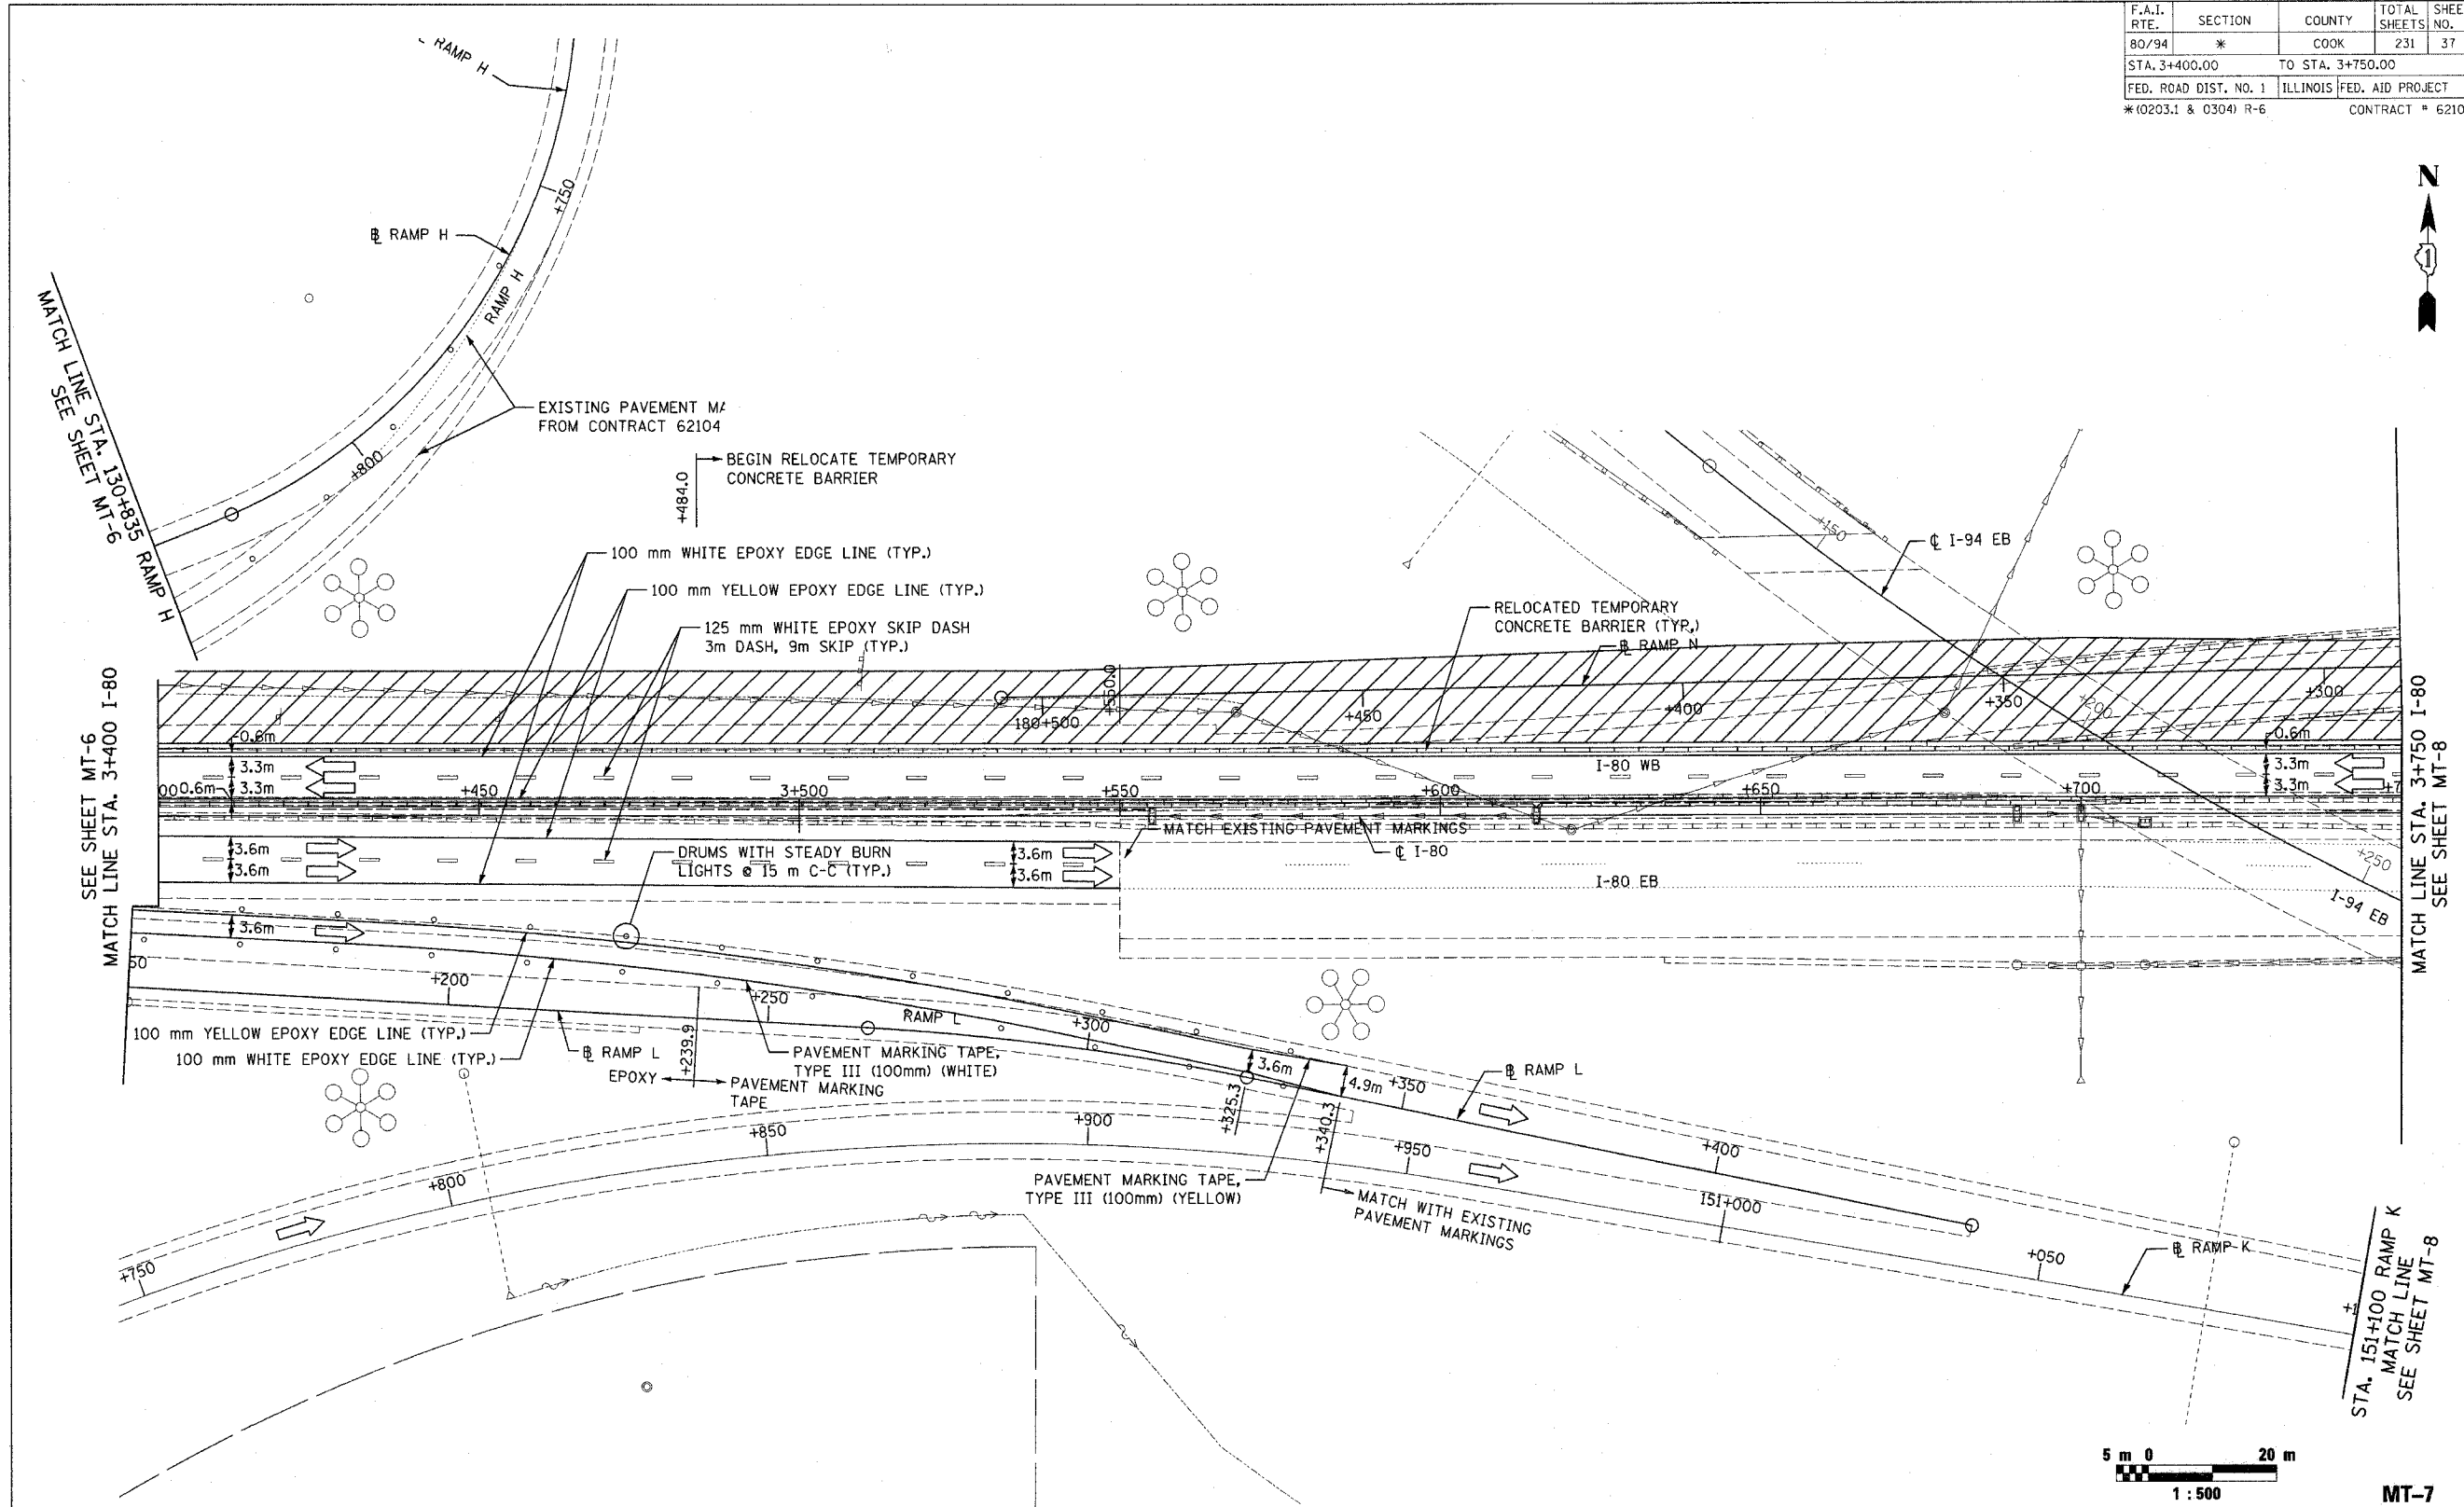 F.A.I. RTE. SECTION COUNTY TOTAL SHEETS SHEE NO.
80/94 * COOK 231 37
STA. 3+400.00 TO STA. 3+750.00
FED. ROAD DIST. NO. 1 ILLINOIS FED. AID PROJECT
*(0203.1 & 0304) R-6 CONTRACT # 6210
N
1
RAMP H
+750
℄ RAMP H
RAMP H
MATCH LINE STA. 130+835 RAMP H
SEE SHEET MT-6
+800
EXISTING PAVEMENT MA
FROM CONTRACT 62104
+484.0
BEGIN RELOCATE TEMPORARY
CONCRETE BARRIER
100 mm WHITE EPOXY EDGE LINE (TYP.)
100 mm YELLOW EPOXY EDGE LINE (TYP.)
125 mm WHITE EPOXY SKIP DASH
3m DASH, 9m SKIP (TYP.)
+150
℄ I-94 EB
RELOCATED TEMPORARY
CONCRETE BARRIER (TYP.)
℄ RAMP N
SEE SHEET MT-6
MATCH LINE STA. 3+400 I-80
180+500
+550.0
+450
+400
+350
+300
+200
0.6m
0.6m
3.3m
I-80 WB
3.3m
000.6m
3.3m
+450
3+500
+550
+600
+650
+700
3.3m
+7
MATCH EXISTING PAVEMENT MARKINGS
℄ I-80
3.6m
3.6m
DRUMS WITH STEADY BURN
LIGHTS @ 15 m C-C (TYP.)
3.6m
3.6m
I-80 EB
+250
I-94 EB
MATCH LINE STA. 3+750 I-80
SEE SHEET MT-8
3.6m
50
+200
+250
RAMP L
+300
100 mm YELLOW EPOXY EDGE LINE (TYP.)
100 mm WHITE EPOXY EDGE LINE (TYP.)
℄ RAMP L
+239.9
EPOXY
PAVEMENT MARKING
TAPE
PAVEMENT MARKING TAPE,
TYPE III (100mm) (WHITE)
3.6m
4.9m
+350
℄ RAMP L
+325.3
+340.3
+400
+750
+800
+850
+900
+950
151+000
+050
+1
PAVEMENT MARKING TAPE,
TYPE III (100mm) (YELLOW)
MATCH WITH EXISTING
PAVEMENT MARKINGS
℄ RAMP K
STA. 151+100 RAMP K
MATCH LINE
SEE SHEET MT-8
5 m 0 20 m
1 : 500
MT-7